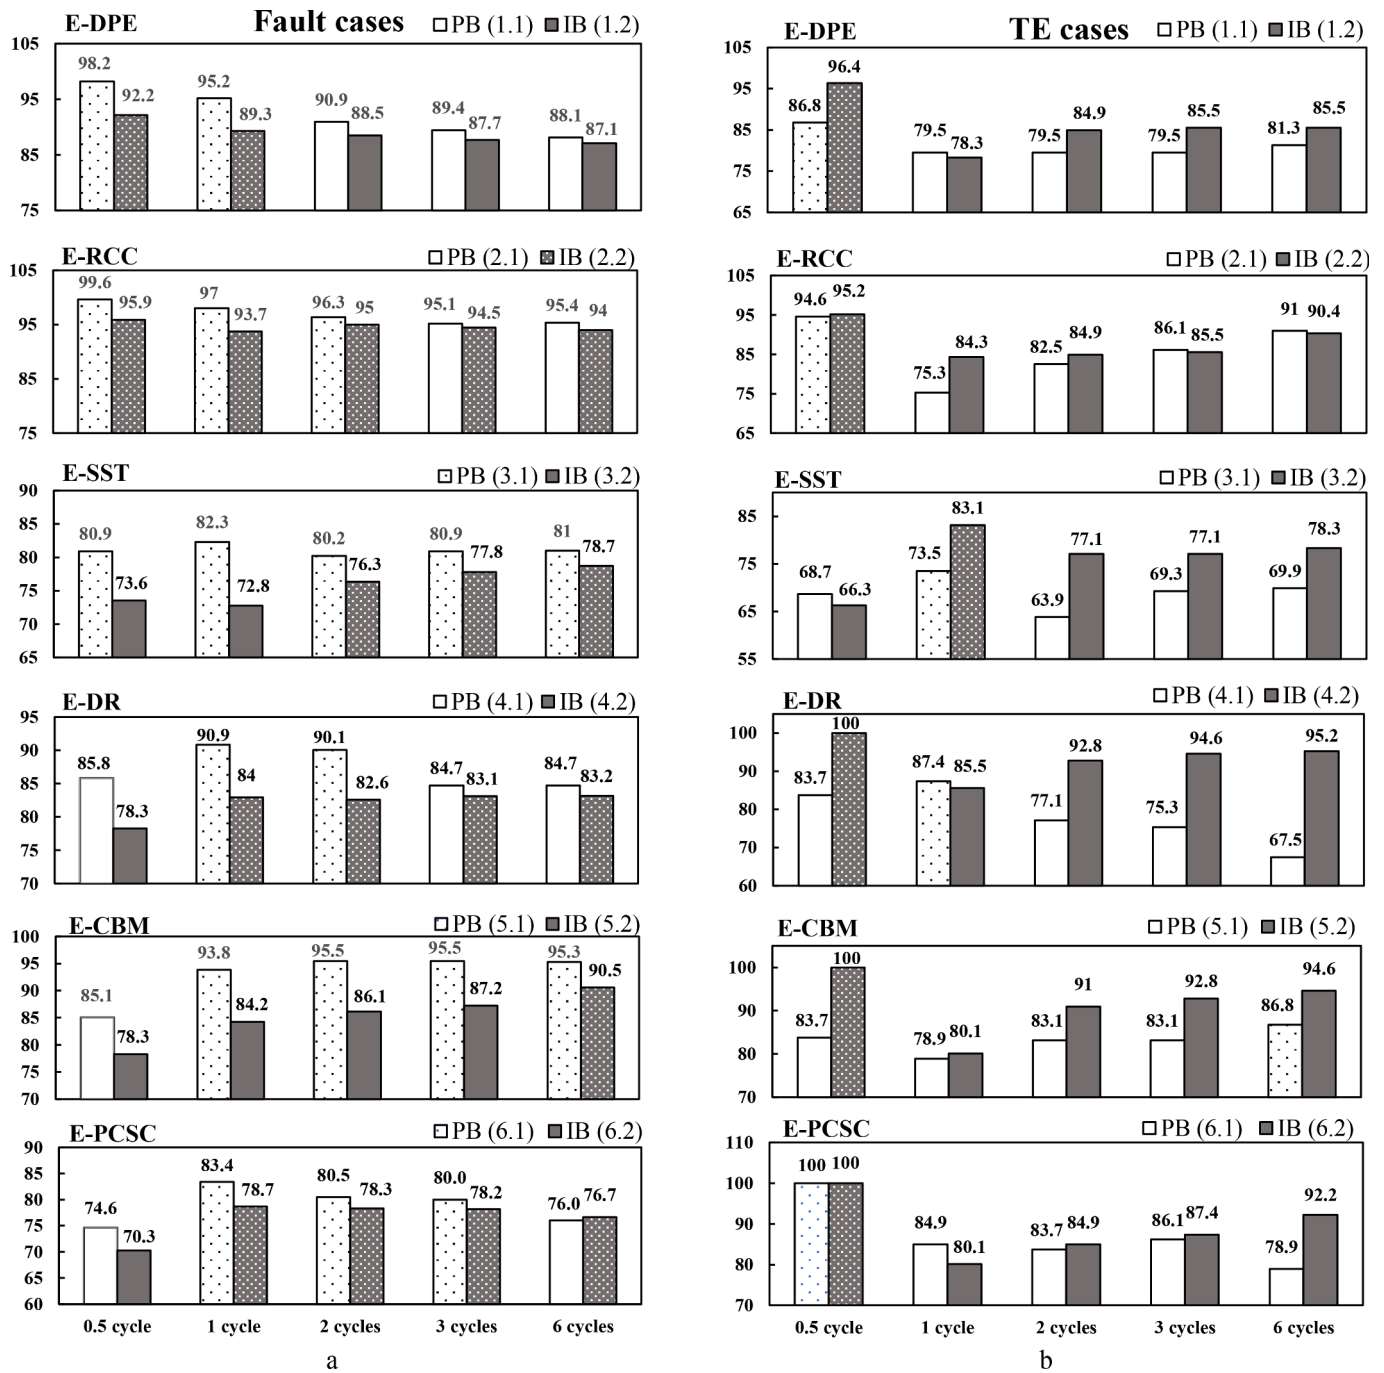 E-DPE Fault cases PB (1.1) IB (1.2)
105
95
85
75
98.2 92.2 95.2 89.3 90.9 88.5 89.4 87.7 88.1 87.1
E-RCC PB (2.1) IB (2.2)
105
95
85
75
99.6 95.9 97 93.7 96.3 95 95.1 94.5 95.4 94
E-SST PB (3.1) IB (3.2)
90
85
80
75
70
65
80.9 73.6 82.3 72.8 80.2 76.3 80.9 77.8 81 78.7
E-DR PB (4.1) IB (4.2)
95
90
85
80
75
70
85.8 78.3 90.9 84 90.1 82.6 84.7 83.1 84.7 83.2
E-CBM PB (5.1) IB (5.2)
100
95
90
85
80
75
70
85.1 78.3 93.8 84.2 95.5 86.1 95.5 87.2 95.3 90.5
E-PCSC PB (6.1) IB (6.2)
90
85
80
75
70
65
60
74.6 70.3 83.4 78.7 80.5 78.3 80.0 78.2 76.0 76.7
0.5 cycle 1 cycle 2 cycles 3 cycles 6 cycles
a
E-DPE TE cases PB (1.1) IB (1.2)
105
95
85
75
65
86.8 96.4 79.5 78.3 79.5 84.9 79.5 85.5 81.3 85.5
E-RCC PB (2.1) IB (2.2)
105
95
85
75
65
94.6 95.2 75.3 84.3 82.5 84.9 86.1 85.5 91 90.4
E-SST PB (3.1) IB (3.2)
85
75
65
55
68.7 66.3 73.5 83.1 63.9 77.1 69.3 77.1 69.9 78.3
E-DR PB (4.1) IB (4.2)
100
90
80
70
60
83.7 100 87.4 85.5 77.1 92.8 75.3 94.6 67.5 95.2
E-CBM PB (5.1) IB (5.2)
100
90
80
70
83.7 100 78.9 80.1 83.1 91 83.1 92.8 86.8 94.6
E-PCSC PB (6.1) IB (6.2)
110
100
90
80
70
100 100 84.9 80.1 83.7 84.9 86.1 87.4 78.9 92.2
0.5 cycle 1 cycle 2 cycles 3 cycles 6 cycles
b